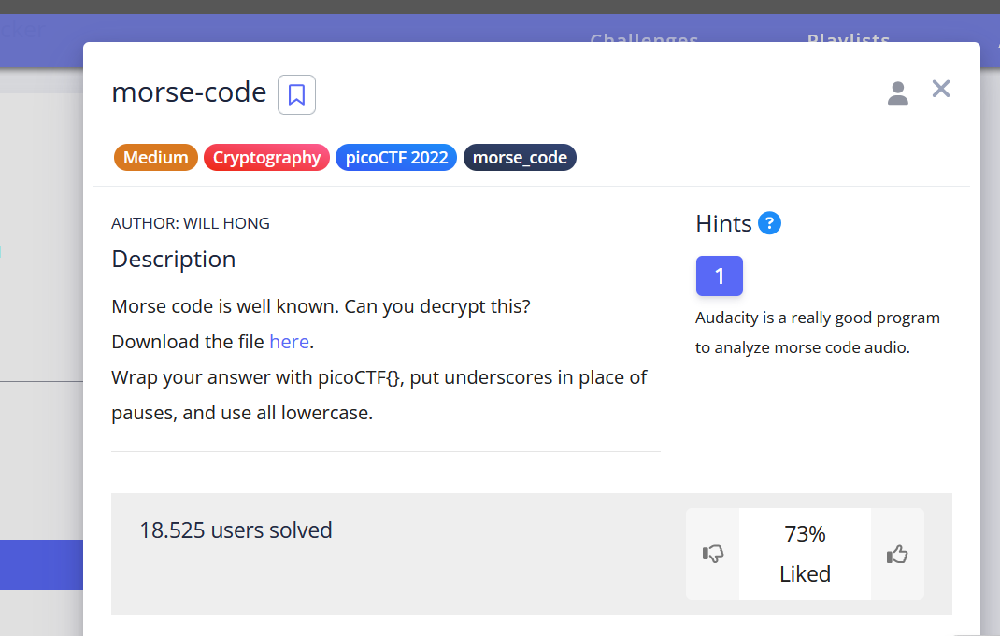 Challenges Playlists
morse-code
Medium Cryptography picoCTF 2022 morse_code
AUTHOR: WILL HONG
Hints ?
Description
1
Morse code is well known. Can you decrypt this?
Audacity is a really good program
Download the file here.
to analyze morse code audio.
Wrap your answer with picoCTF{}, put underscores in place of
pauses, and use all lowercase.
18.525 users solved
73%
Liked